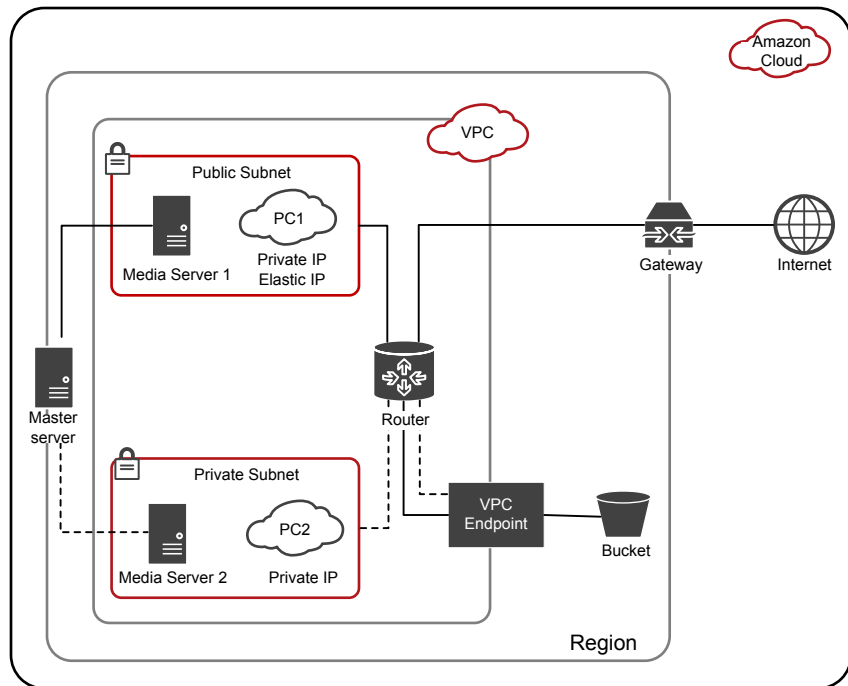 Amazon
Cloud
VPC
Public Subnet
PC1
Media Server 1
Private IP
Elastic IP
Gateway
Internet
Master
server
Router
Private Subnet
PC2
Media Server 2
Private IP
VPC
Endpoint
Bucket
Region